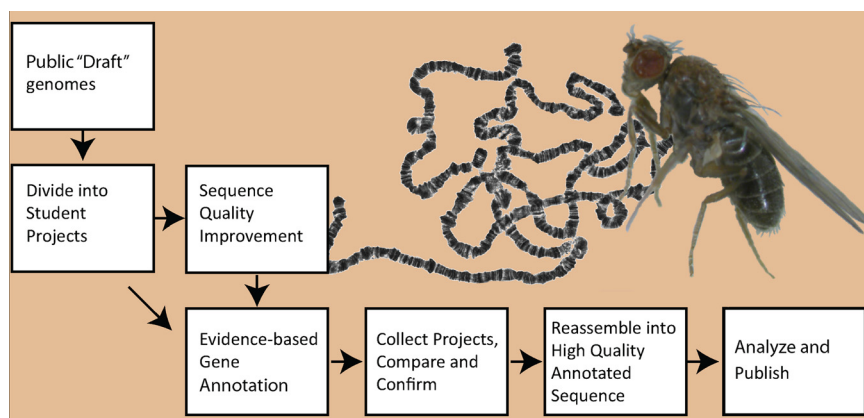 Public “Draft”
genomes
Divide into
Student
Projects
Sequence
Quality
Improvement
Evidence-based
Gene
Annotation
Collect Projects,
Compare and
Confirm
Reassemble into
High Quality
Annotated
Sequence
Analyze and
Publish